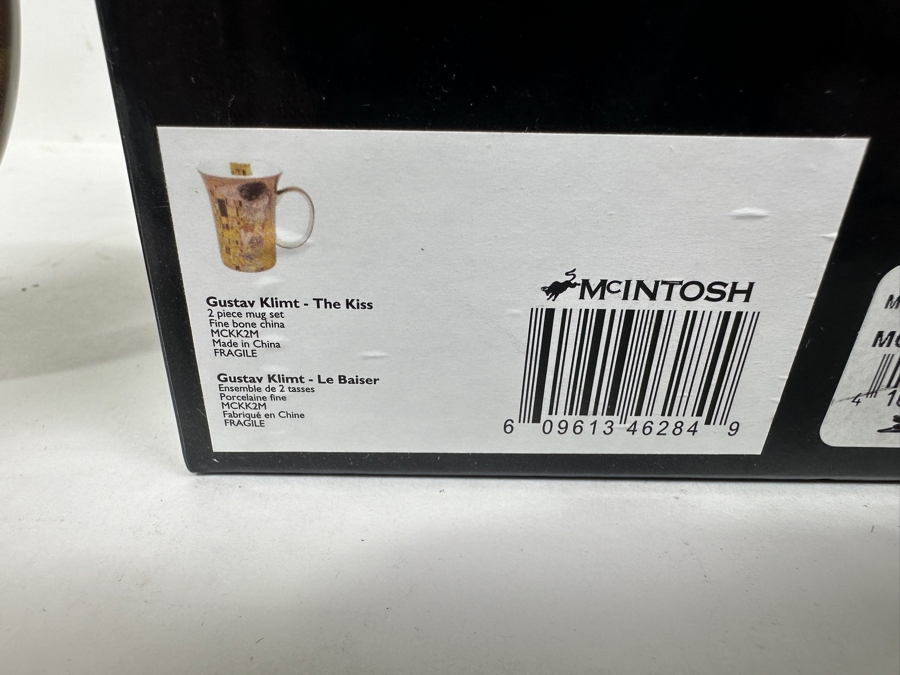 Gustav Klimt - The Kiss
2 piece mug set
Fine bone china
MCKK2M
Made in China
FRAGILE
Gustav Klimt - Le Baiser
Ensemble de 2 tasses
Porcelaine fine
MCKK2M
Fabriqué en Chine
FRAGILE
McINTOSH
6 09613 46284 9